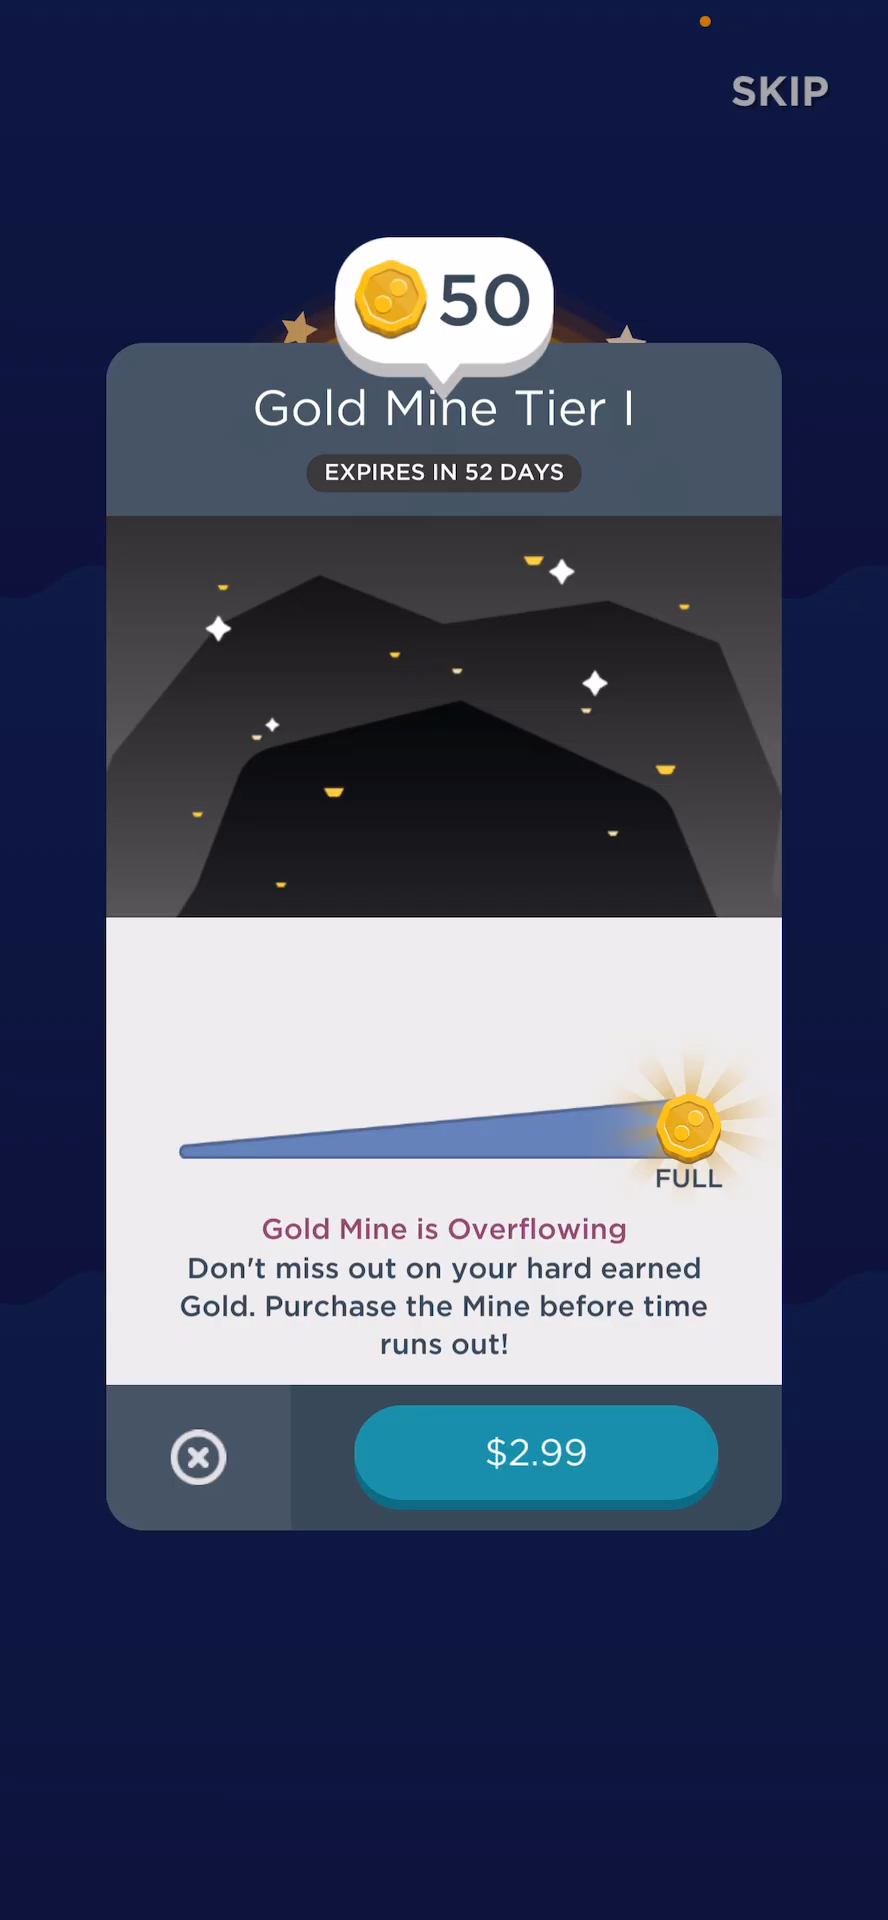 SKIP
50
Gold Mine Tier I
EXPIRES IN 52 DAYS
FULL
Gold Mine is Overflowing
Don't miss out on your hard earned
Gold. Purchase the Mine before time
runs out!
$2.99